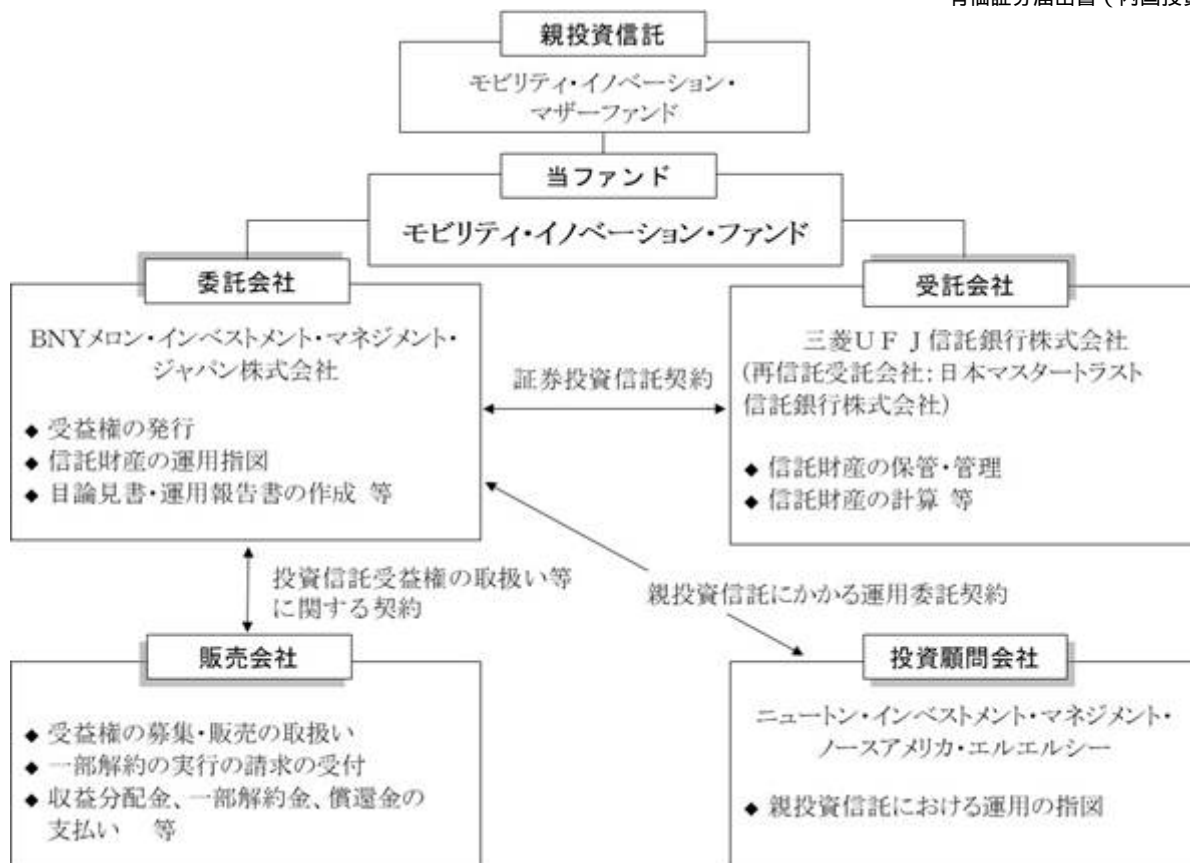 親投資信託
モビリティ・イノベーション・
マザーファンド
当ファンド
モビリティ・イノベーション・ファンド
委託会社
BNYメロン・インベストメント・マネジメント・
ジャパン株式会社
◆ 受益権の発行
◆ 信託財産の運用指図
◆ 目論見書・運用報告書の作成 等
証券投資信託契約
受託会社
三菱UFJ信託銀行株式会社
(再信託受託会社:日本マスタートラスト
信託銀行株式会社)
◆ 信託財産の保管・管理
◆ 信託財産の計算 等
投資信託受益権の取扱い等
に関する契約
親投資信託にかかる運用委託契約
販売会社
◆ 受益権の募集・販売の取扱い
◆ 一部解約の実行の請求の受付
◆ 収益分配金、一部解約金、償還金の
支払い 等
投資顧問会社
ニュートン・インベストメント・マネジメント・
ノースアメリカ・エルエルシー
◆ 親投資信託における運用の指図